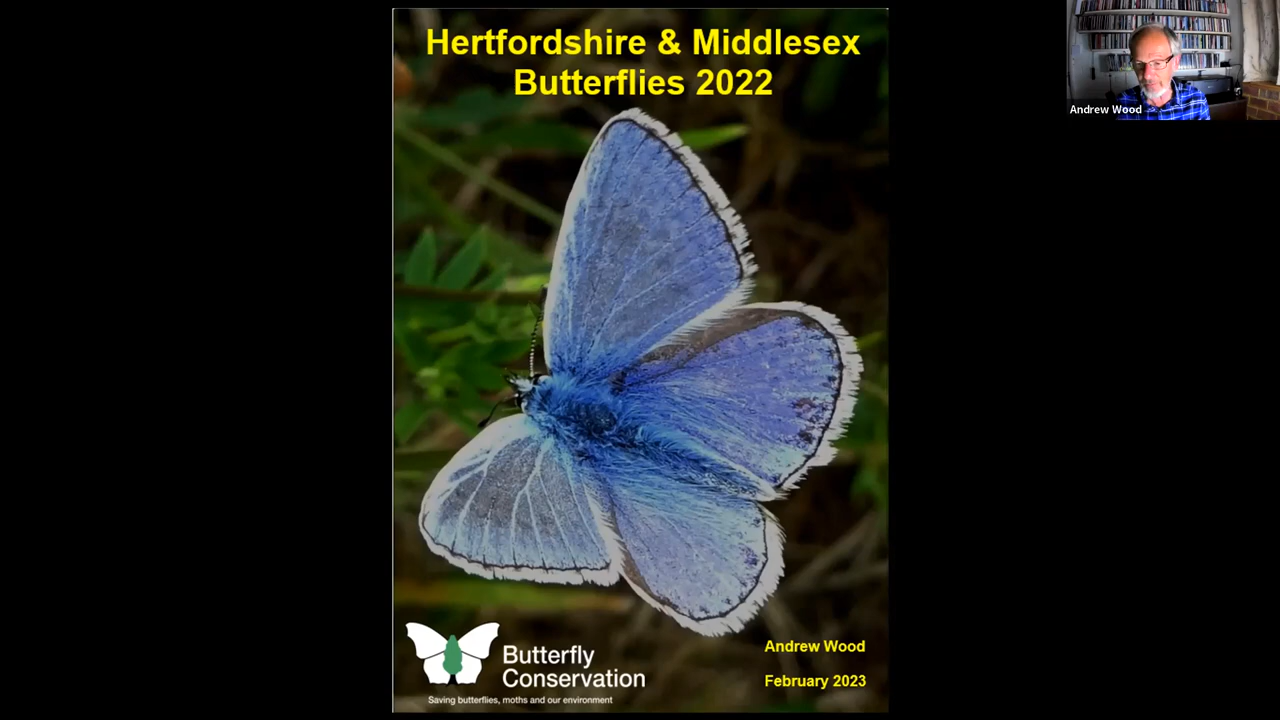 Hertfordshire & Middlesex
Butterflies 2022
Andrew Wood
Butterfly
Conservation
Saving butterflies, moths and our environment
Andrew Wood
February 2023